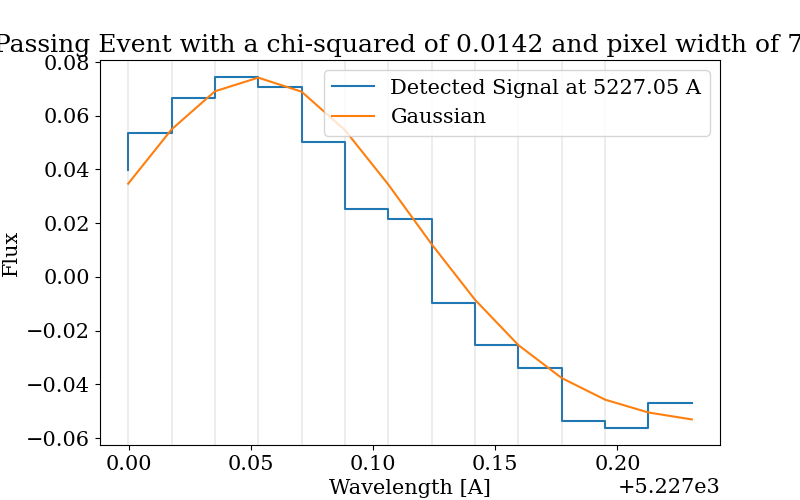 Passing Event with a chi-squared of 0.0142 and pixel width of 7
Detected Signal at 5227.05 A
Gaussian
Flux
0.08
0.06
0.04
0.02
0.00
−0.02
−0.04
−0.06
0.00 0.05 0.10 0.15 0.20
Wavelength [A]
+5.227e3